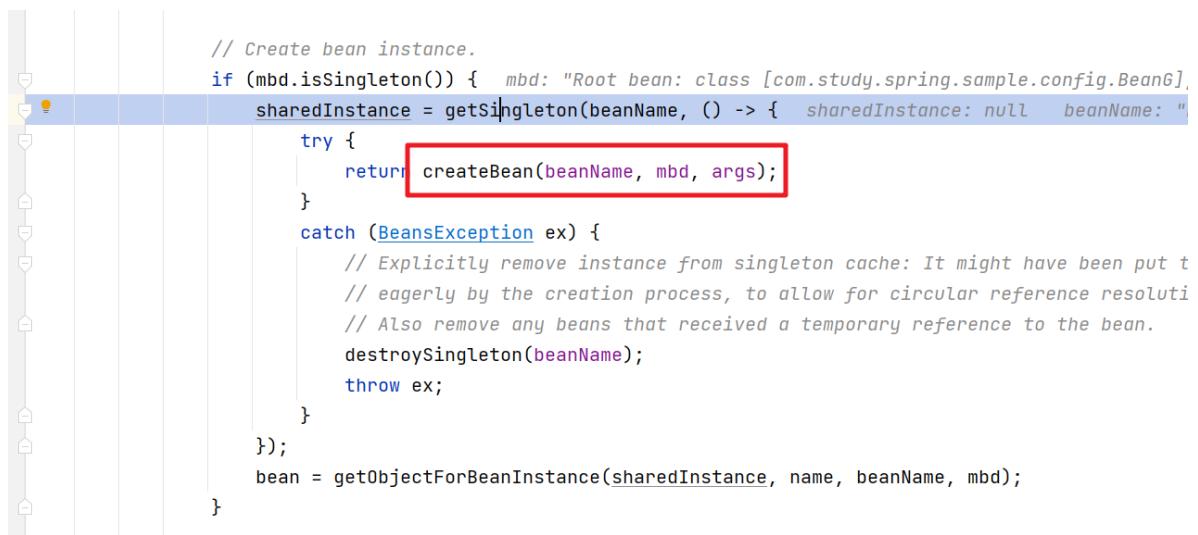 // Create bean instance.
if (mbd.isSingleton()) {   mbd: "Root bean: class [com.study.spring.sample.config.BeanG],
sharedInstance = getSingleton(beanName, () -> {   sharedInstance: null   beanName: "
try {
return createBean(beanName, mbd, args);
}
catch (BeansException ex) {
// Explicitly remove instance from singleton cache: It might have been put t
// eagerly by the creation process, to allow for circular reference resoluti
// Also remove any beans that received a temporary reference to the bean.
destroySingleton(beanName);
throw ex;
}
});
bean = getObjectForBeanInstance(sharedInstance, name, beanName, mbd);
}